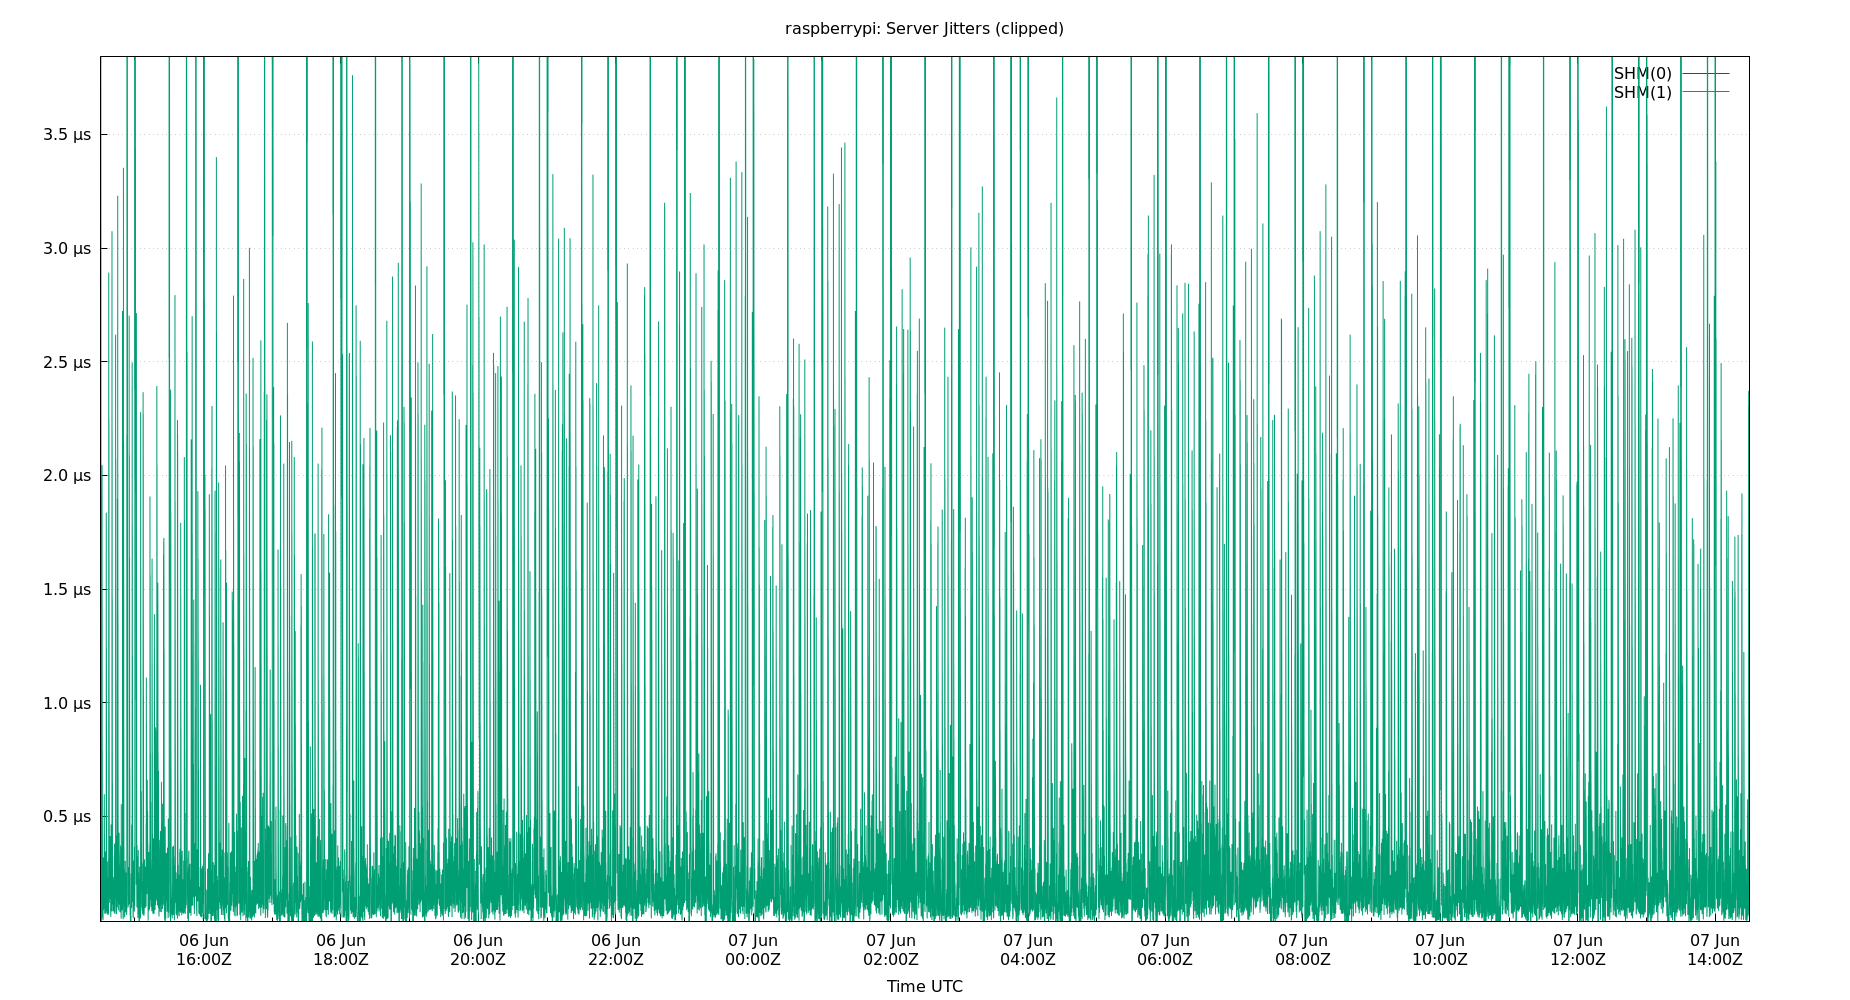 raspberrypi: Server Jitters (clipped)
SHM(0)
SHM(1)
3.5 μs
3.0 μs
2.5 μs
2.0 μs
1.5 μs
1.0 μs
0.5 μs
06 Jun 06 Jun 06 Jun 06 Jun 07 Jun 07 Jun 07 Jun 07 Jun 07 Jun 07 Jun 07 Jun 07 Jun
16:00Z 18:00Z 20:00Z 22:00Z 00:00Z 02:00Z 04:00Z 06:00Z 08:00Z 10:00Z 12:00Z 14:00Z
Time UTC